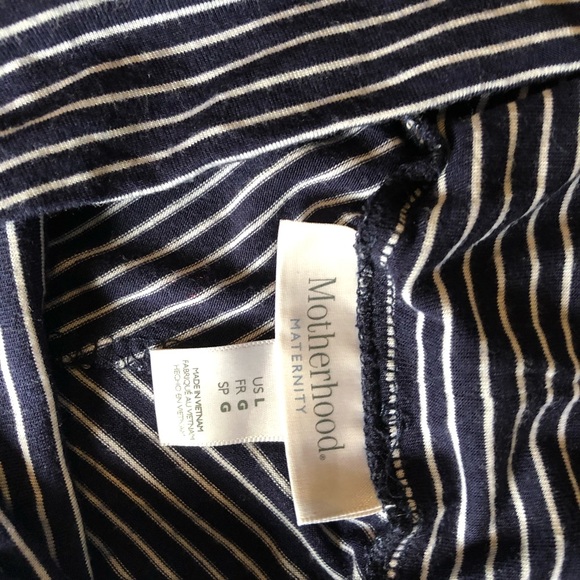 Motherhood®
MATERNITY
US L
FR G
SP G
MADE IN VIETNAM
FABRIQUÉ AU VIETNAM
HECHO EN VIETNAM